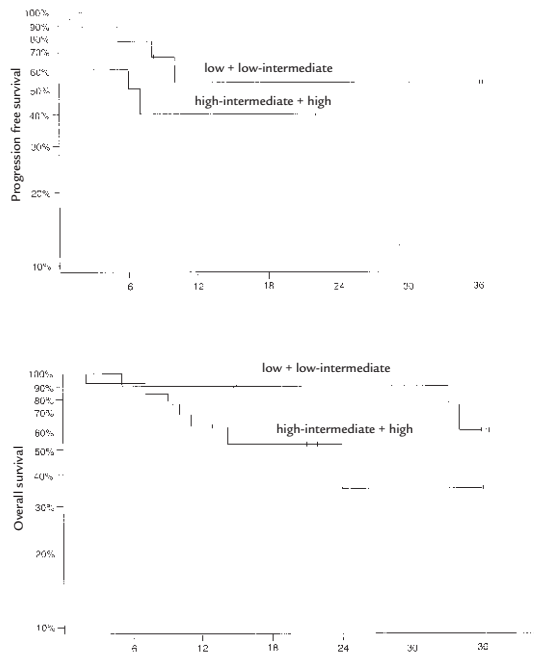 100%
90%
80%
70%
60%
50%
40%
30%
20%
10%
Progression free survival
low + low-intermediate
high-intermediate + high
6 12 18 24 30 36
100%
90%
80%
70%
60%
50%
40%
30%
20%
10%
Overall survival
low + low-intermediate
high-intermediate + high
6 12 18 24 30 36